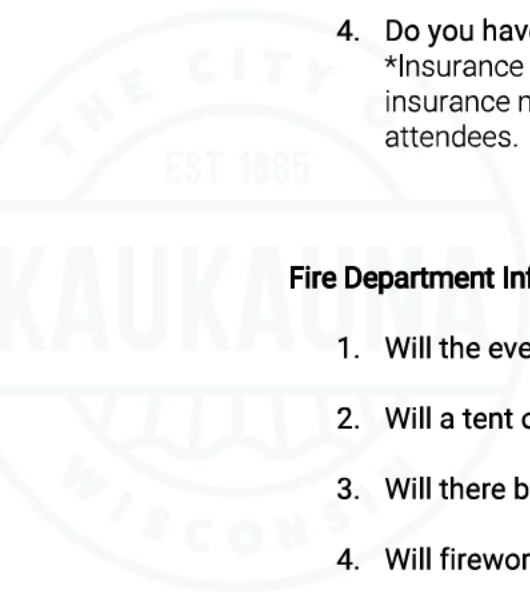 4. Do you hav
*Insurance
insurance n
attendees.
THE CITY O
EST 1885
KAUKAUNA
WISCONSIN
Fire Department Inf
1. Will the eve
2. Will a tent o
3. Will there b
4. Will firewor